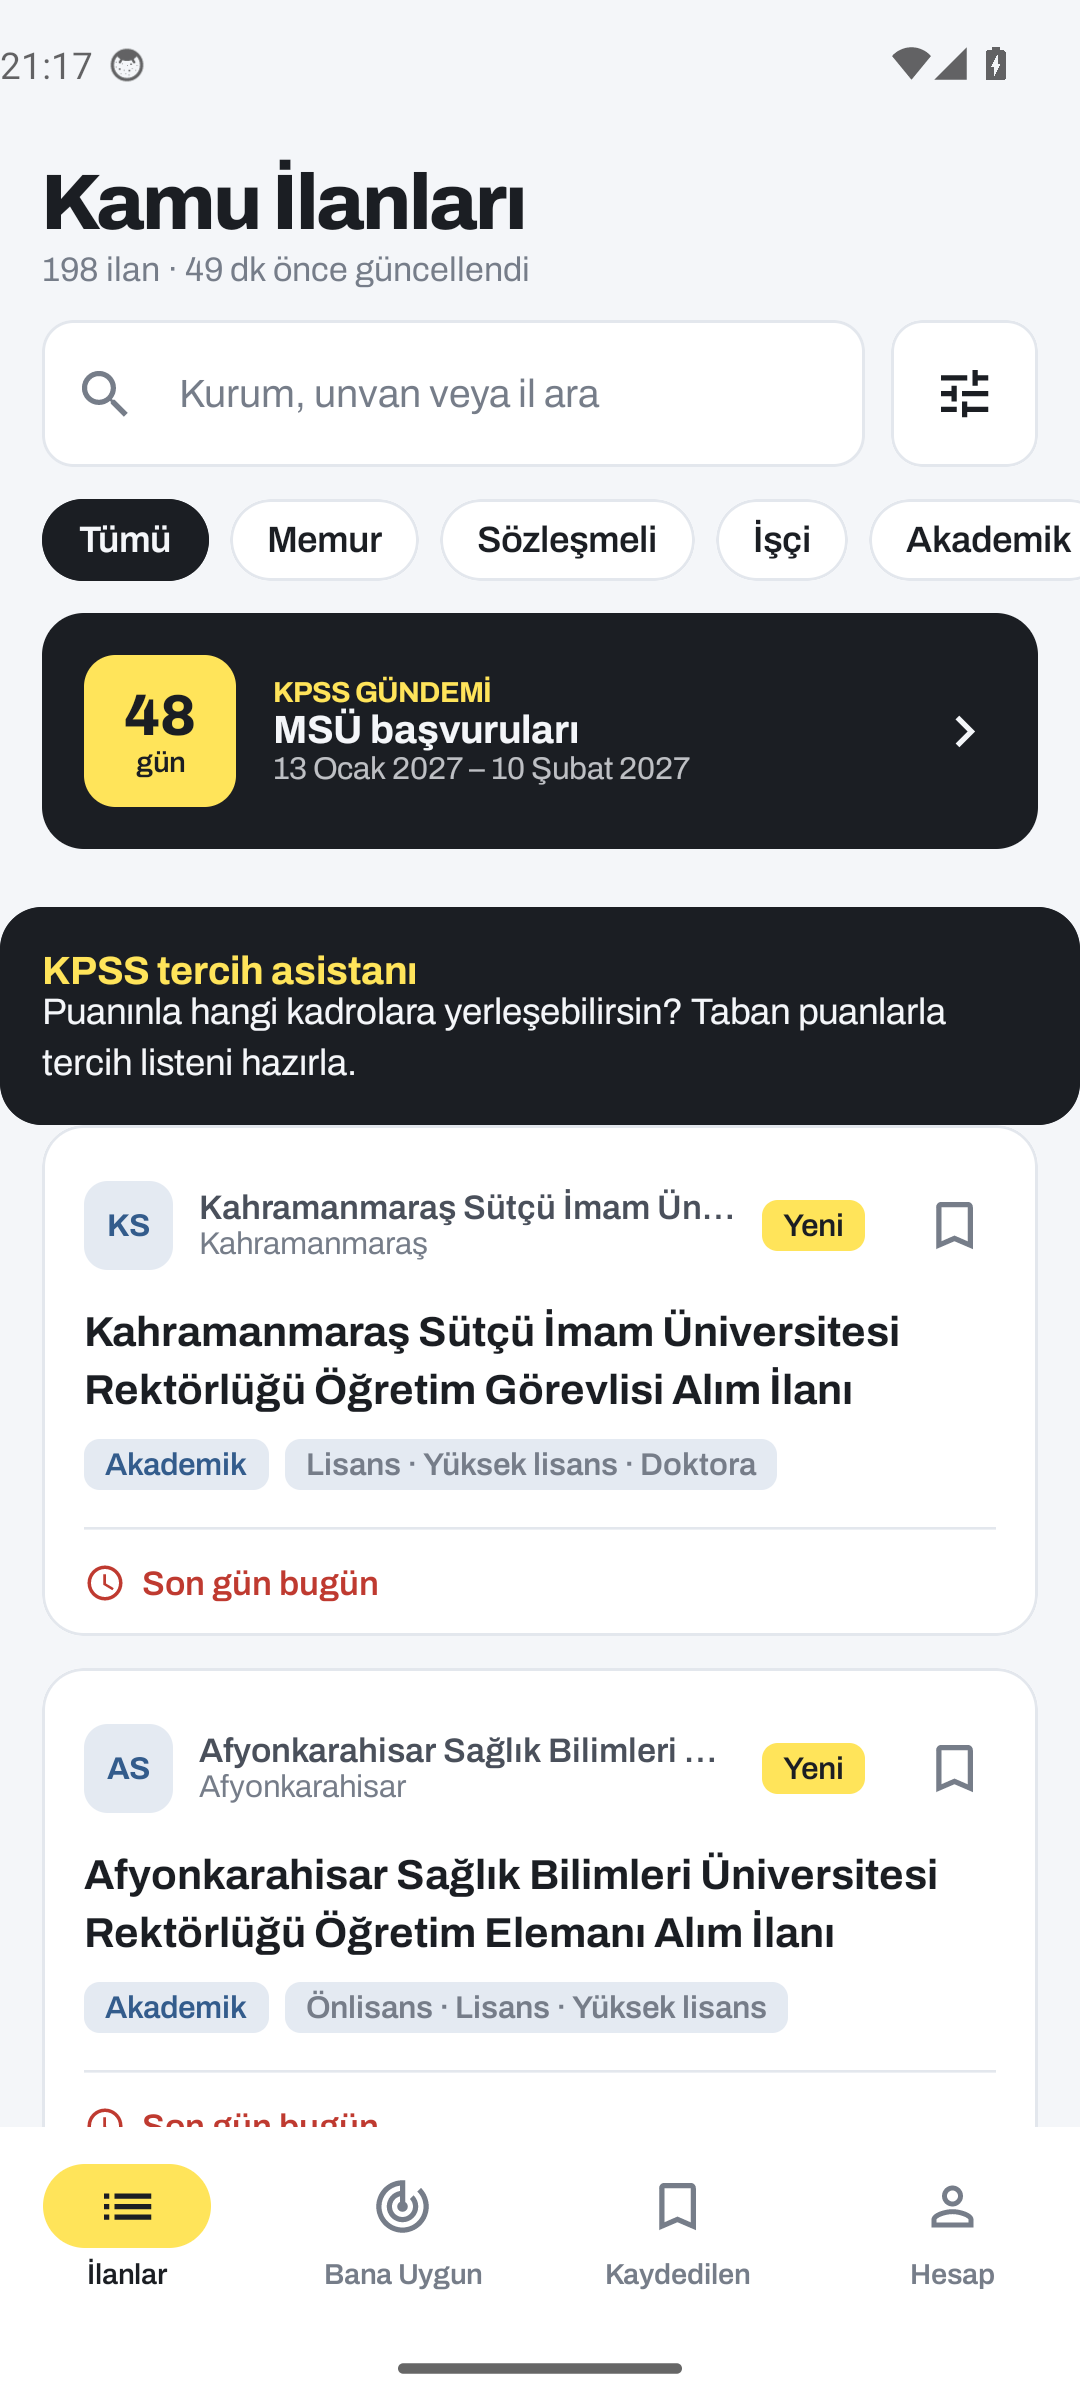 21:17
Kamu İlanları
198 ilan · 49 dk önce güncellendi
Kurum, unvan veya il ara
Tümü
Memur
Sözleşmeli
İşçi
Akademik
48
gün
KPSS GÜNDEMİ
MSÜ başvuruları
13 Ocak 2027 – 10 Şubat 2027
KPSS tercih asistanı
Puanınla hangi kadrolara yerleşebilirsin? Taban puanlarla
tercih listeni hazırla.
KS
Kahramanmaraş Sütçü İmam Ün...
Kahramanmaraş
Yeni
Kahramanmaraş Sütçü İmam Üniversitesi
Rektörlüğü Öğretim Görevlisi Alım İlanı
Akademik
Lisans · Yüksek lisans · Doktora
Son gün bugün
AS
Afyonkarahisar Sağlık Bilimleri ...
Afyonkarahisar
Yeni
Afyonkarahisar Sağlık Bilimleri Üniversitesi
Rektörlüğü Öğretim Elemanı Alım İlanı
Akademik
Önlisans · Lisans · Yüksek lisans
Son gün bugün
İlanlar
Bana Uygun
Kaydedilen
Hesap